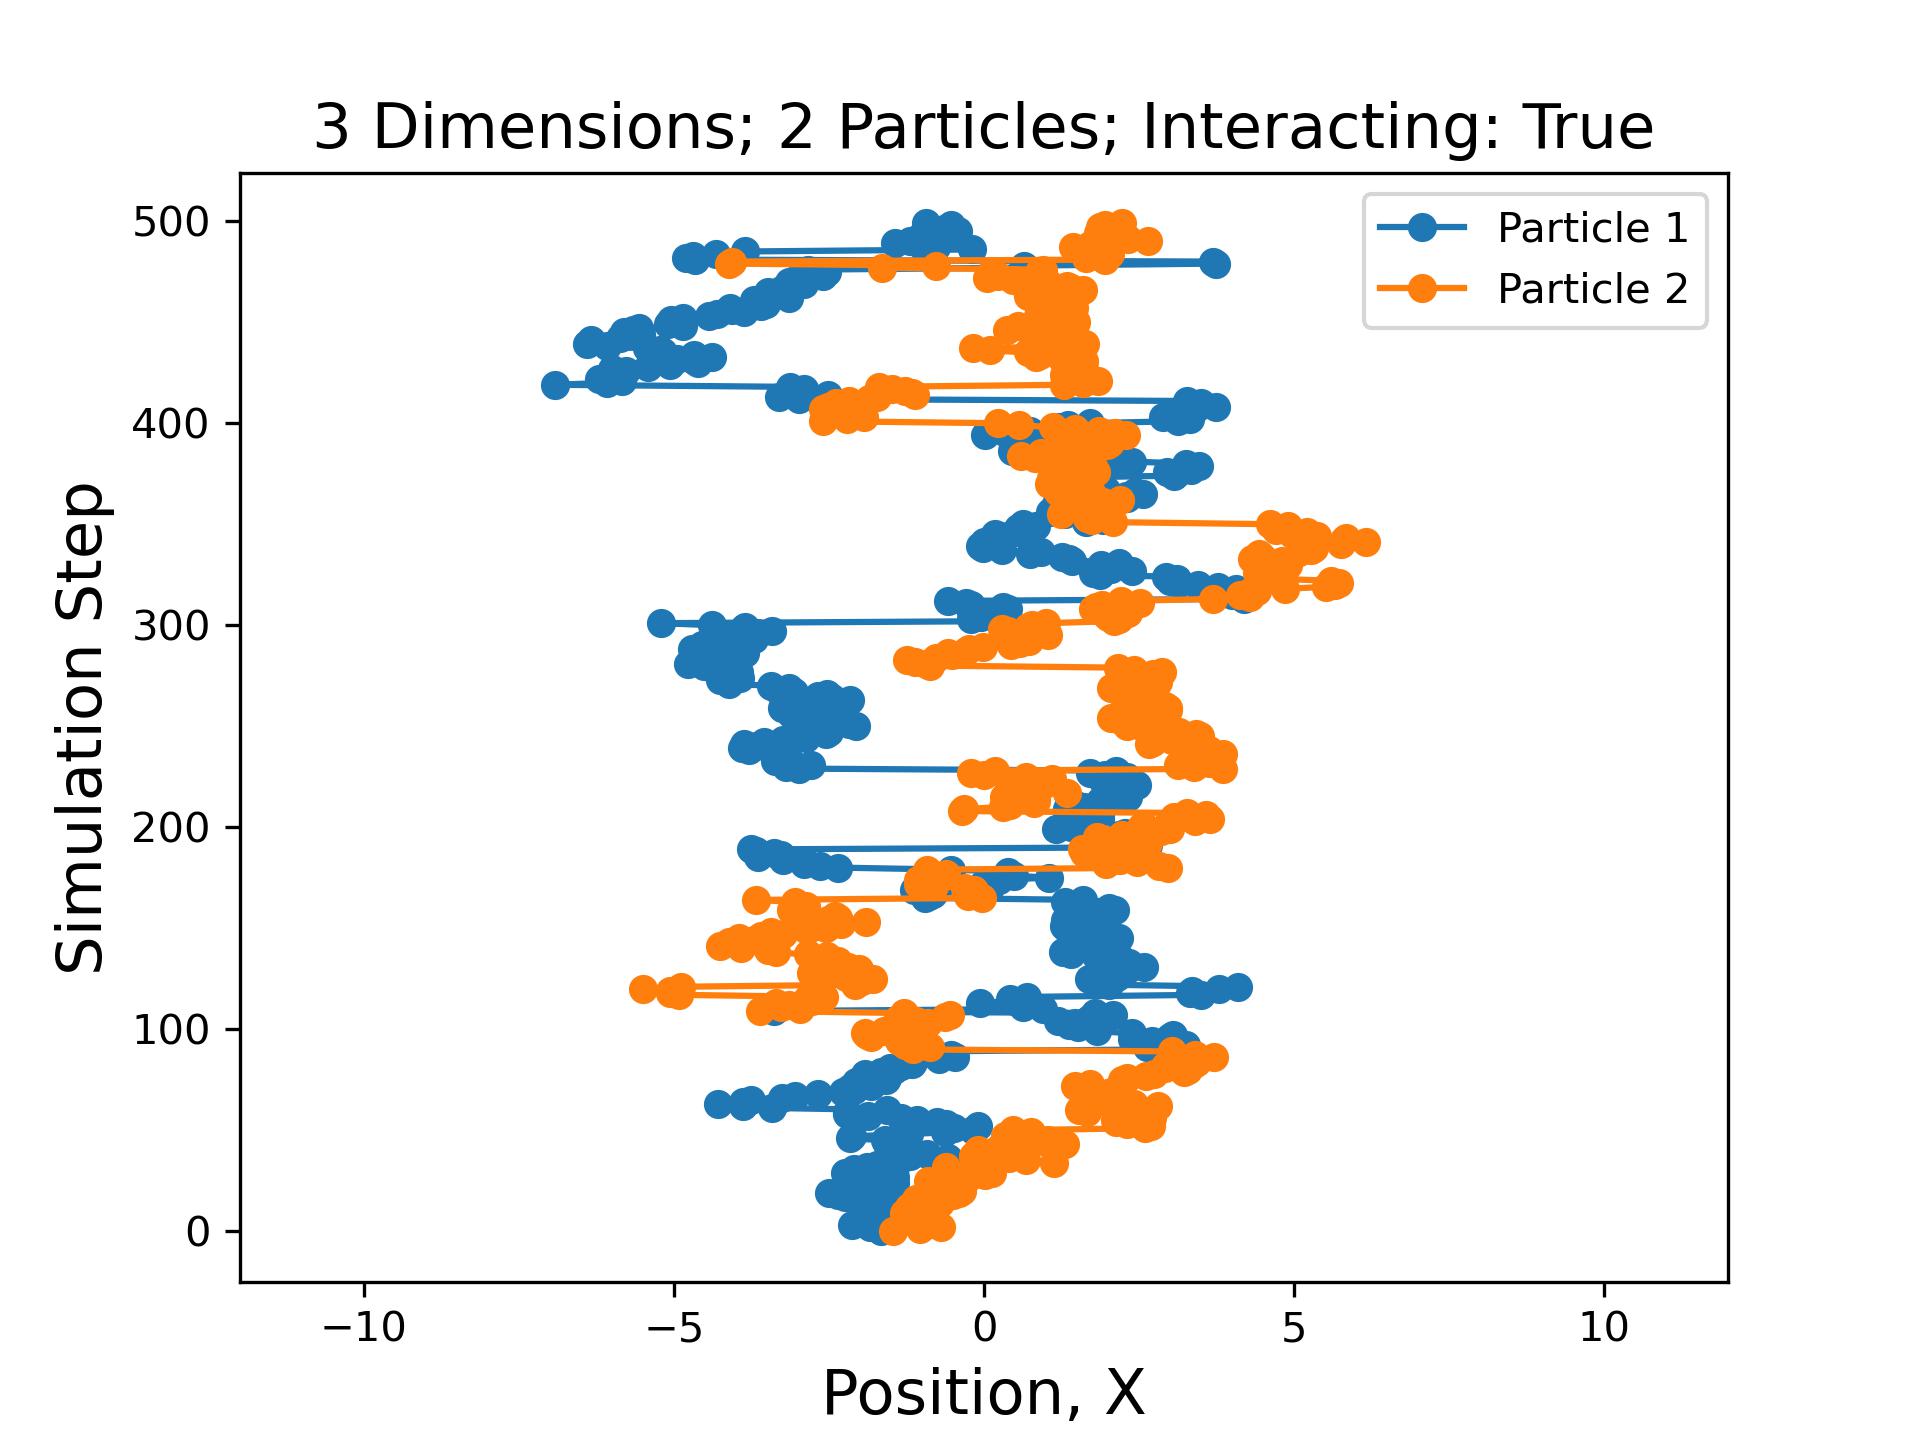 3 Dimensions; 2 Particles; Interacting: True
Particle 1
Particle 2
Simulation Step
500
400
300
200
100
0
−10
−5
0
5
10
Position, X